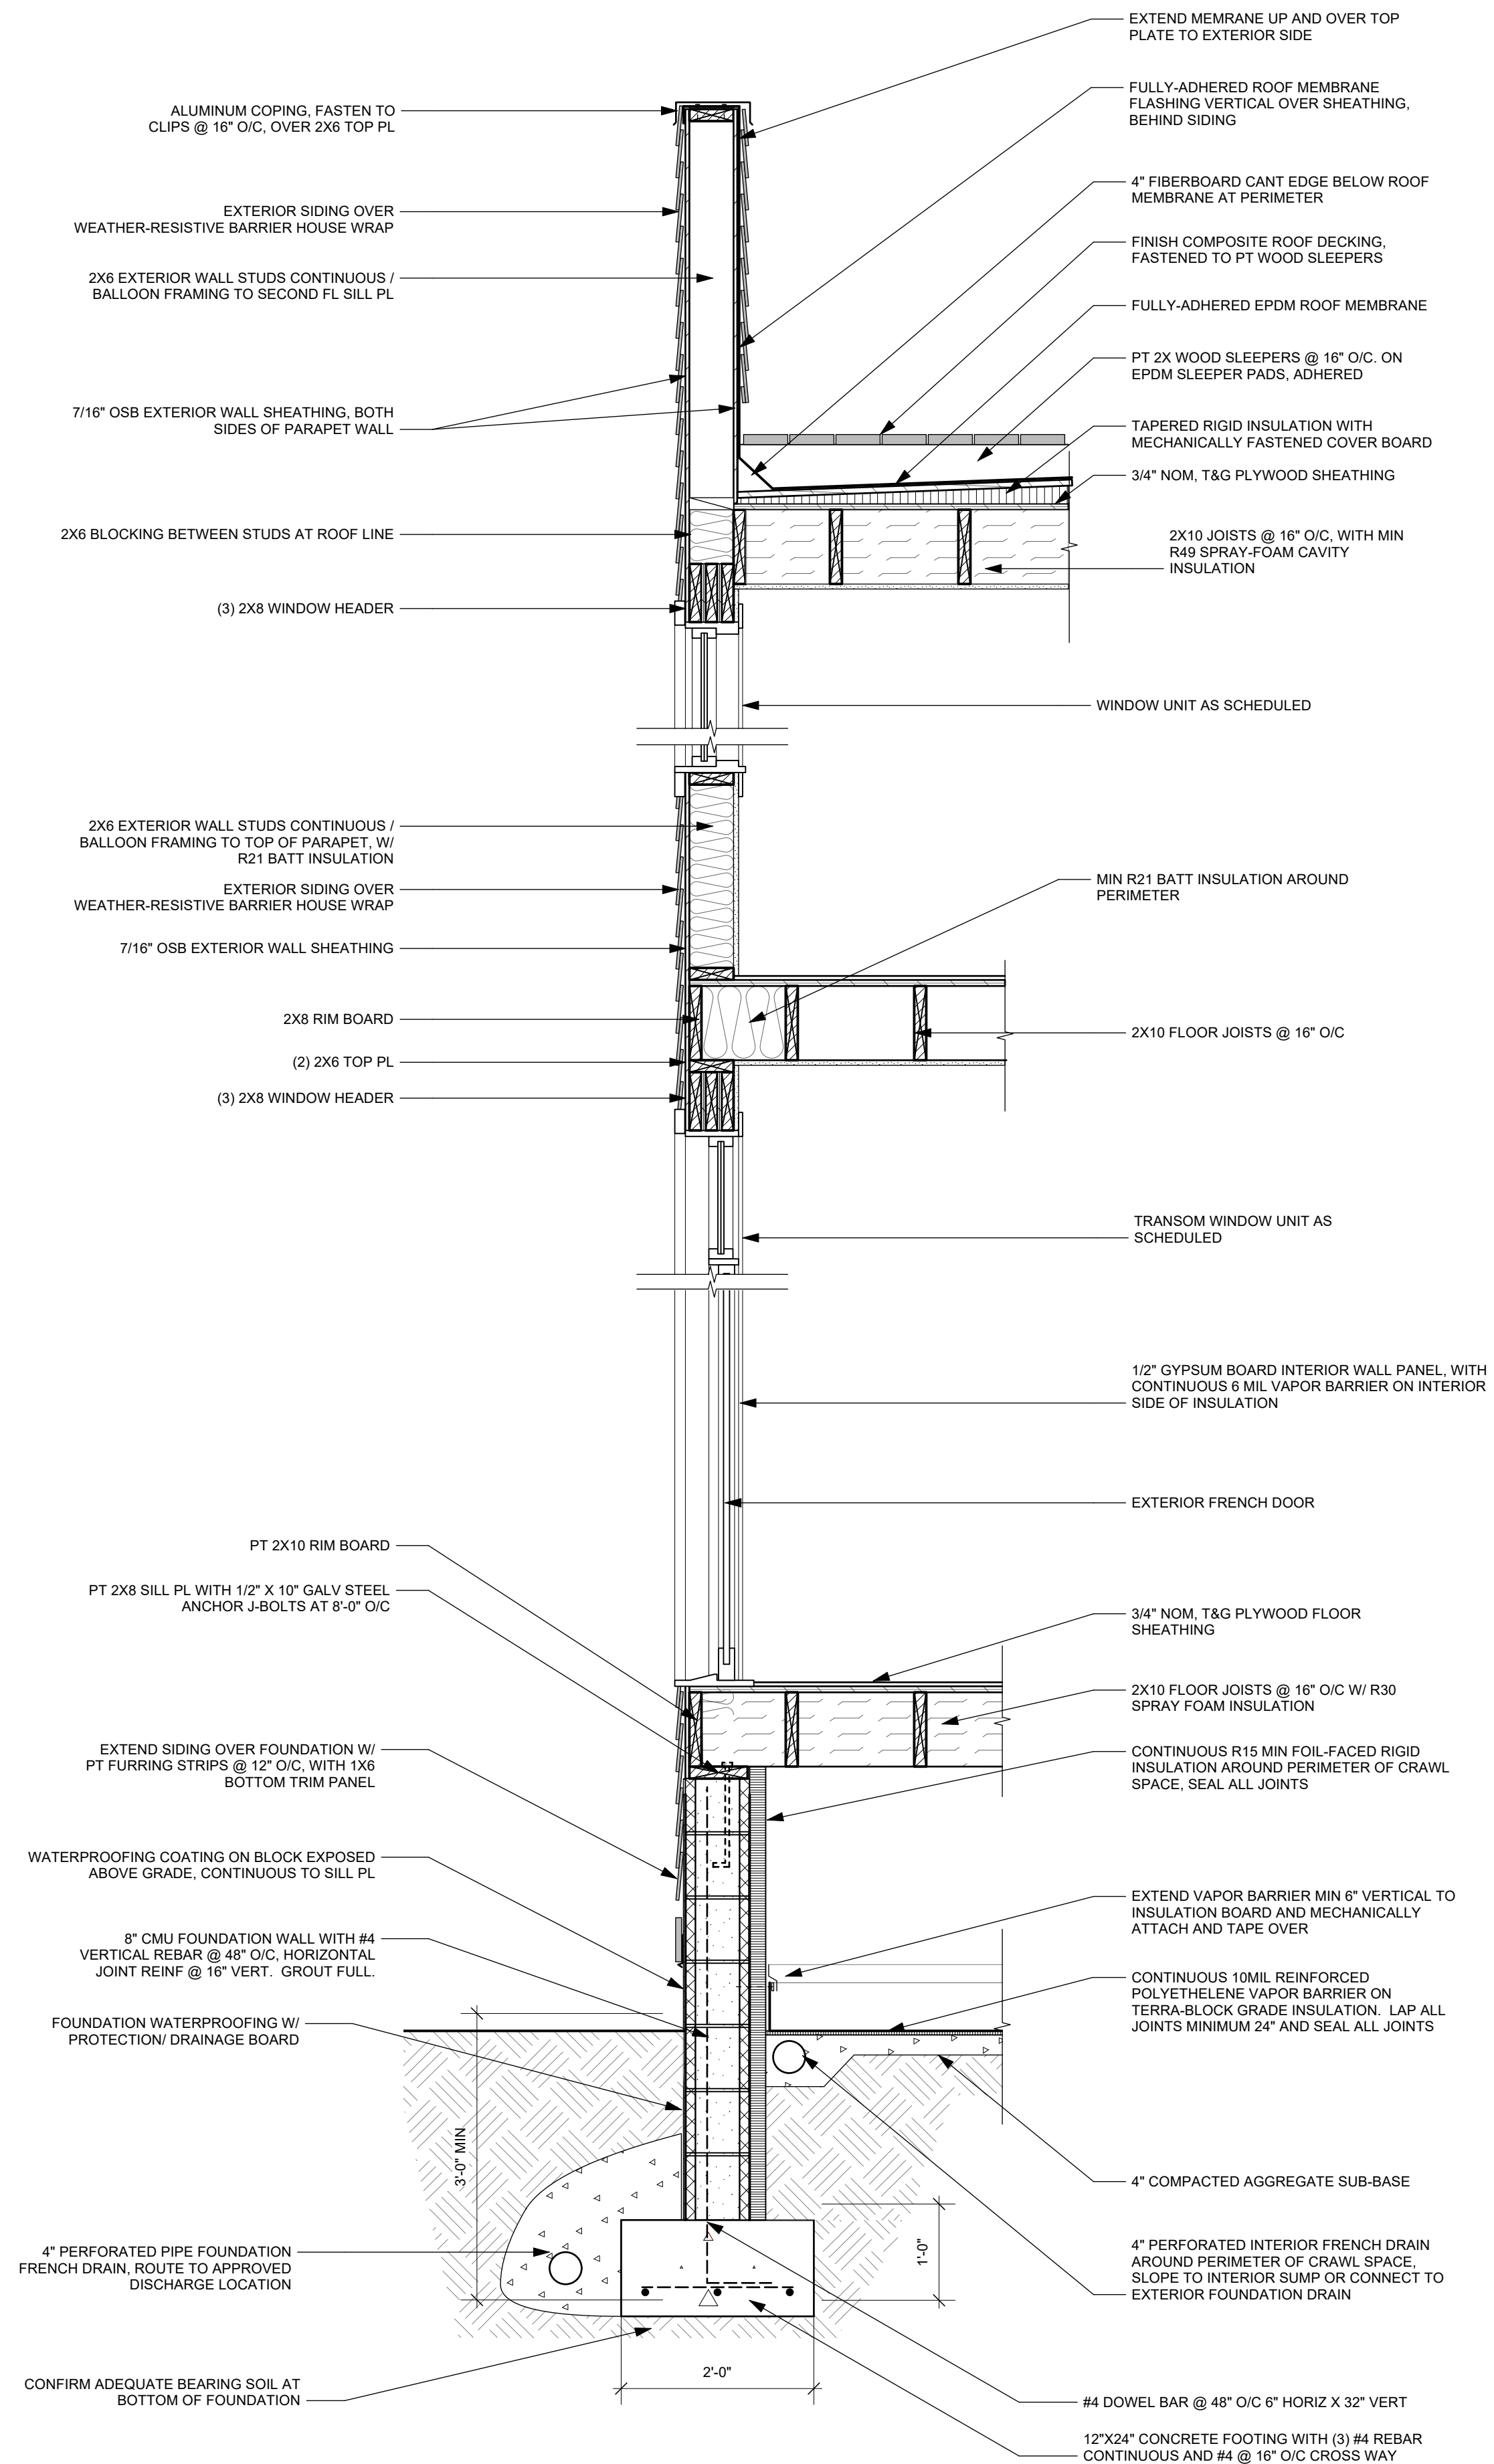 EXTEND MEMRANE UP AND OVER TOP
PLATE TO EXTERIOR SIDE
FULLY-ADHERED ROOF MEMBRANE
FLASHING VERTICAL OVER SHEATHING,
BEHIND SIDING
ALUMINUM COPING, FASTEN TO
CLIPS @ 16" O/C, OVER 2X6 TOP PL
4" FIBERBOARD CANT EDGE BELOW ROOF
MEMBRANE AT PERIMETER
EXTERIOR SIDING OVER
WEATHER-RESISTIVE BARRIER HOUSE WRAP
FINISH COMPOSITE ROOF DECKING,
FASTENED TO PT WOOD SLEEPERS
2X6 EXTERIOR WALL STUDS CONTINUOUS /
BALLOON FRAMING TO SECOND FL SILL PL
FULLY-ADHERED EPDM ROOF MEMBRANE
PT 2X WOOD SLEEPERS @ 16" O/C. ON
EPDM SLEEPER PADS, ADHERED
7/16" OSB EXTERIOR WALL SHEATHING, BOTH
SIDES OF PARAPET WALL
TAPERED RIGID INSULATION WITH
MECHANICALLY FASTENED COVER BOARD
3/4" NOM, T&G PLYWOOD SHEATHING
2X6 BLOCKING BETWEEN STUDS AT ROOF LINE
2X10 JOISTS @ 16" O/C, WITH MIN
R49 SPRAY-FOAM CAVITY
INSULATION
(3) 2X8 WINDOW HEADER
WINDOW UNIT AS SCHEDULED
2X6 EXTERIOR WALL STUDS CONTINUOUS /
BALLOON FRAMING TO TOP OF PARAPET, W/
R21 BATT INSULATION
EXTERIOR SIDING OVER
WEATHER-RESISTIVE BARRIER HOUSE WRAP
MIN R21 BATT INSULATION AROUND
PERIMETER
7/16" OSB EXTERIOR WALL SHEATHING
2X8 RIM BOARD
2X10 FLOOR JOISTS @ 16" O/C
(2) 2X6 TOP PL
(3) 2X8 WINDOW HEADER
TRANSOM WINDOW UNIT AS
SCHEDULED
1/2" GYPSUM BOARD INTERIOR WALL PANEL, WITH
CONTINUOUS 6 MIL VAPOR BARRIER ON INTERIOR
SIDE OF INSULATION
EXTERIOR FRENCH DOOR
PT 2X10 RIM BOARD
PT 2X8 SILL PL WITH 1/2" X 10" GALV STEEL
ANCHOR J-BOLTS AT 8'-0" O/C
3/4" NOM, T&G PLYWOOD FLOOR
SHEATHING
2X10 FLOOR JOISTS @ 16" O/C W/ R30
SPRAY FOAM INSULATION
EXTEND SIDING OVER FOUNDATION W/
PT FURRING STRIPS @ 12" O/C, WITH 1X6
BOTTOM TRIM PANEL
CONTINUOUS R15 MIN FOIL-FACED RIGID
INSULATION AROUND PERIMETER OF CRAWL
SPACE, SEAL ALL JOINTS
WATERPROOFING COATING ON BLOCK EXPOSED
ABOVE GRADE, CONTINUOUS TO SILL PL
EXTEND VAPOR BARRIER MIN 6" VERTICAL TO
INSULATION BOARD AND MECHANICALLY
ATTACH AND TAPE OVER
8" CMU FOUNDATION WALL WITH #4
VERTICAL REBAR @ 48" O/C, HORIZONTAL
JOINT REINF @ 16" VERT. GROUT FULL.
CONTINUOUS 10MIL REINFORCED
POLYETHELENE VAPOR BARRIER ON
TERRA-BLOCK GRADE INSULATION. LAP ALL
JOINTS MINIMUM 24" AND SEAL ALL JOINTS
FOUNDATION WATERPROOFING W/
PROTECTION/ DRAINAGE BOARD
3'-0" MIN
4" COMPACTED AGGREGATE SUB-BASE
4" PERFORATED PIPE FOUNDATION
FRENCH DRAIN, ROUTE TO APPROVED
DISCHARGE LOCATION
1'-0"
4" PERFORATED INTERIOR FRENCH DRAIN
AROUND PERIMETER OF CRAWL SPACE,
SLOPE TO INTERIOR SUMP OR CONNECT TO
EXTERIOR FOUNDATION DRAIN
CONFIRM ADEQUATE BEARING SOIL AT
BOTTOM OF FOUNDATION
2'-0"
#4 DOWEL BAR @ 48" O/C 6" HORIZ X 32" VERT
12"X24" CONCRETE FOOTING WITH (3) #4 REBAR
CONTINUOUS AND #4 @ 16" O/C CROSS WAY